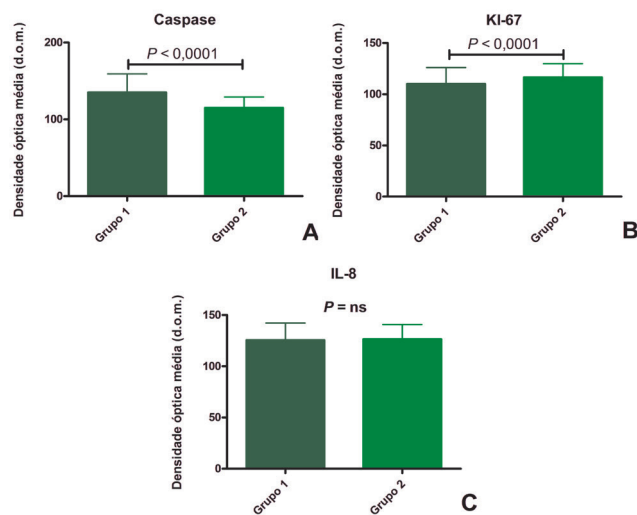 Caspase
Densidade óptica média (d.o.m.)
200
100
0
P < 0,0001
Grupo 1
Grupo 2
A
KI-67
Densidade óptica média (d.o.m.)
150
100
50
0
P < 0,0001
Grupo 1
Grupo 2
B
IL-8
Densidade óptica média (d.o.m.)
150
100
50
0
P = ns
Grupo 1
Grupo 2
C